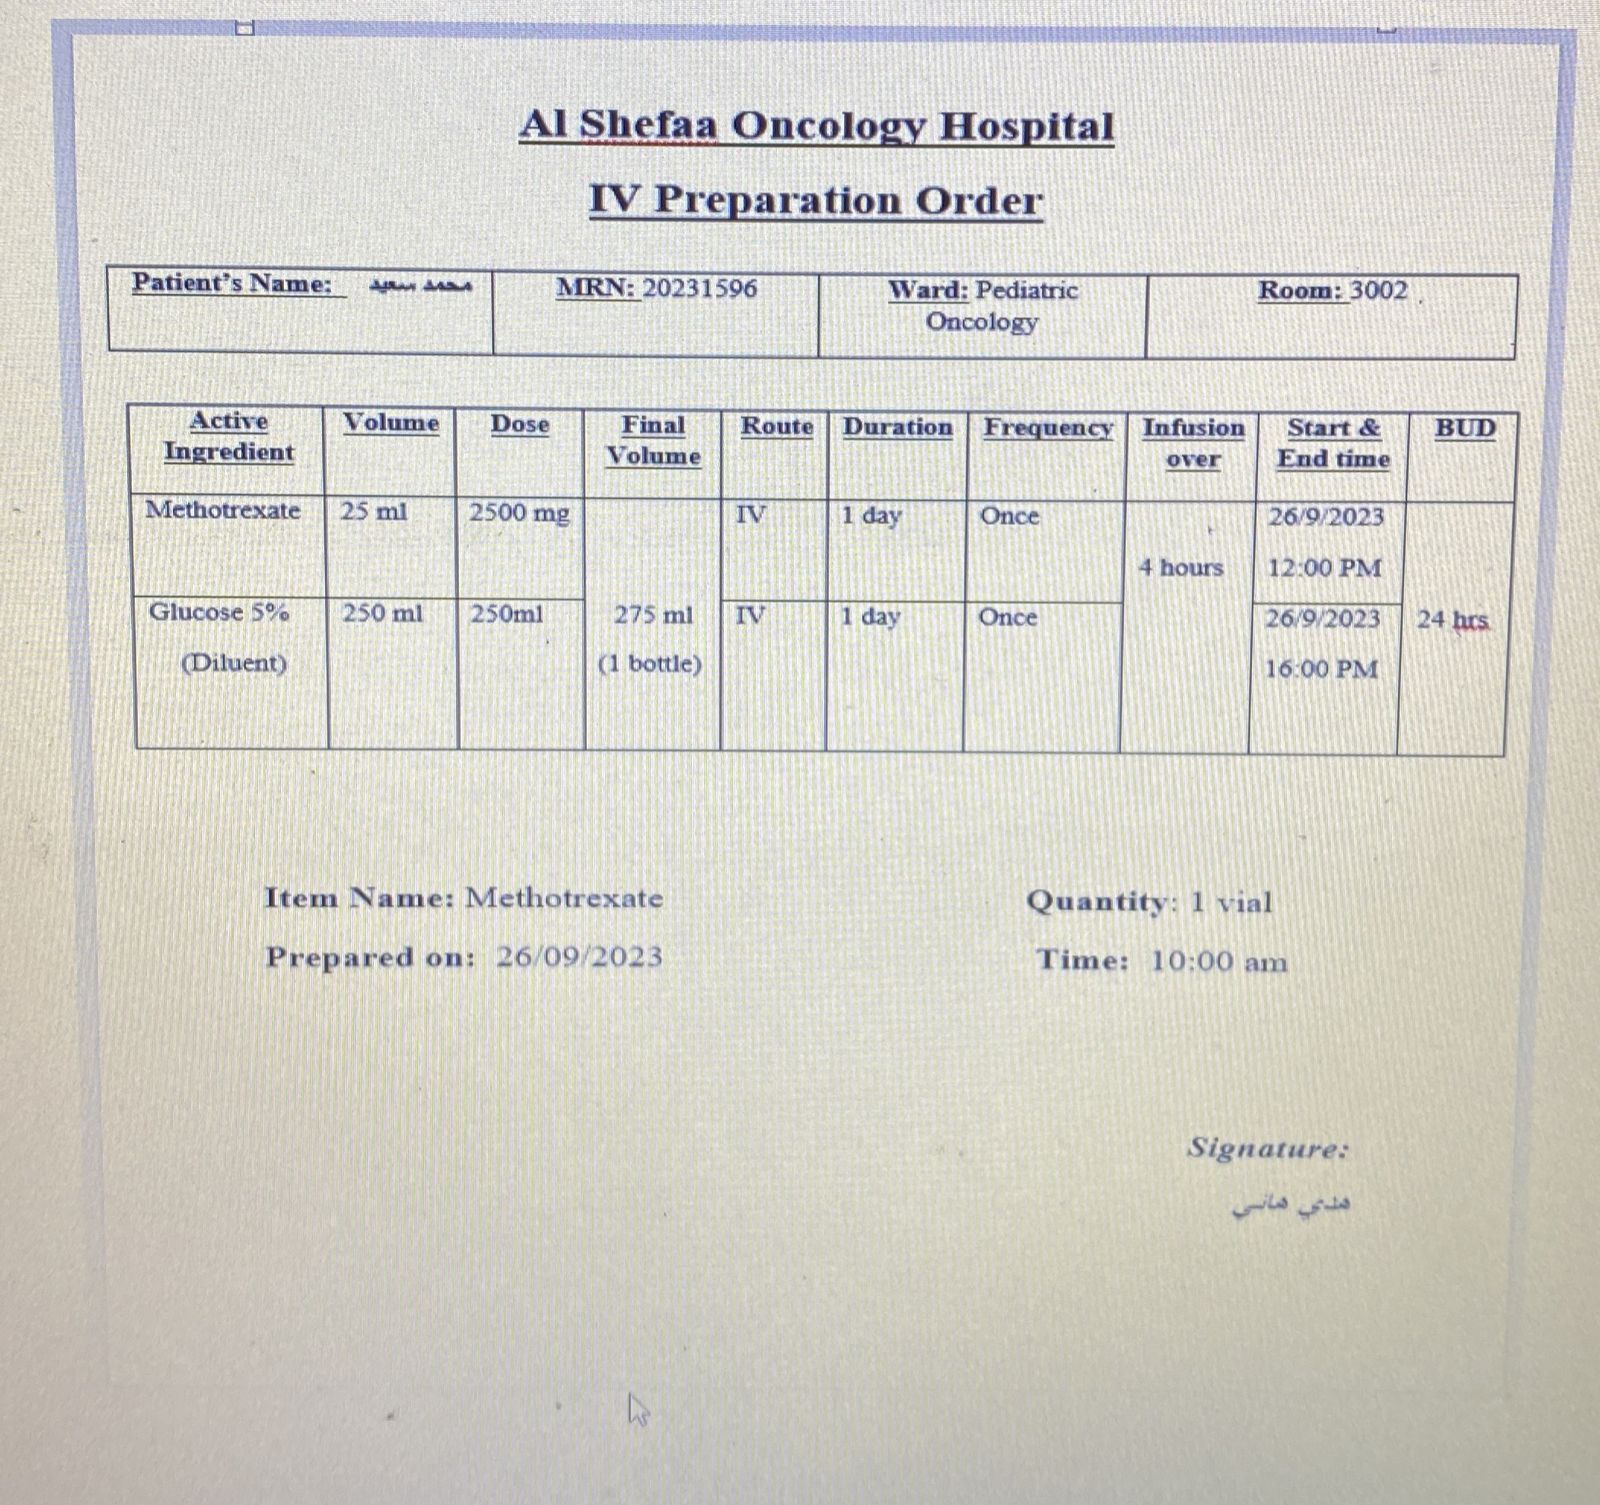 Al Shefaa Oncology Hospital
IV Preparation Order
Patient's Name: محمد سعيد
MRN: 20231596
Ward: Pediatric
Oncology
Room: 3002
Active
Ingredient
Volume
Dose
Final
Volume
Route
Duration
Frequency
Infusion
over
Start &
End time
BUD
Methotrexate
25 ml
2500 mg
IV
1 day
Once
4 hours
26/9/2023
12:00 PM
Glucose 5%
(Diluent)
250 ml
250ml
275 ml
(1 bottle)
IV
1 day
Once
26/9/2023
16:00 PM
24 hrs
Item Name: Methotrexate
Quantity: 1 vial
Prepared on: 26/09/2023
Time: 10:00 am
Signature:
هدي هاني